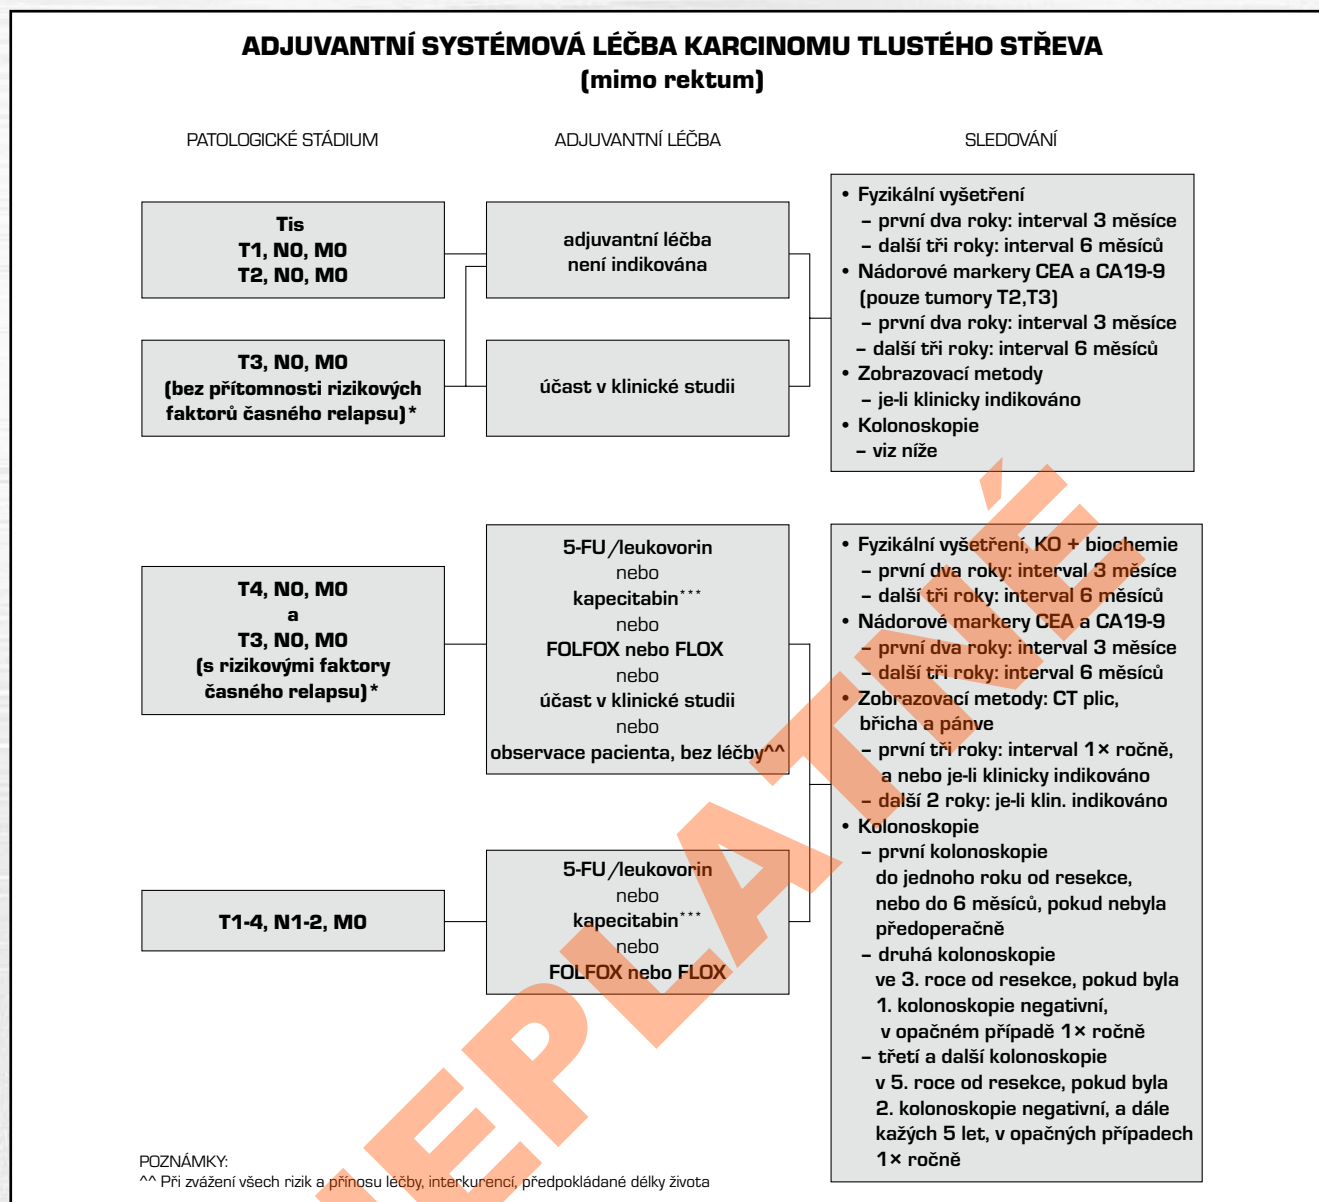 ADJUVANTNÍ SYSTÉMOVÁ LÉČBA KARCINOMU TLUSTÉHO STŘEVA
(mimo rektum)
PATOLOGICKÉ STÁDIUM
ADJUVANTNÍ LÉČBA
SLEDOVÁNÍ
Tis
T1, N0, M0
T2, N0, M0
adjuvantní léčba
není indikována
T3, N0, M0
(bez přítomnosti rizikových
faktorů časného relapsu)*
účast v klinické studii
• Fyzikální vyšetření
– první dva roky: interval 3 měsíce
– další tři roky: interval 6 měsíců
• Nádorové markery CEA a CA19-9
(pouze tumory T2,T3)
– první dva roky: interval 3 měsíce
– další tři roky: interval 6 měsíců
• Zobrazovací metody
– je-li klinicky indikováno
• Kolonoskopie
– viz níže
T4, N0, M0
a
T3, N0, M0
(s rizikovými faktory
časného relapsu)*
5-FU/leukovorin
nebo
kapecitabin***
nebo
FOLFOX nebo FLOX
nebo
účast v klinické studii
nebo
observace pacienta, bez léčby^^
T1-4, N1-2, M0
5-FU/leukovorin
nebo
kapecitabin***
nebo
FOLFOX nebo FLOX
• Fyzikální vyšetření, KO + biochemie
– první dva roky: interval 3 měsíce
– další tři roky: interval 6 měsíců
• Nádorové markery CEA a CA19-9
– první dva roky: interval 3 měsíce
– další tři roky: interval 6 měsíců
• Zobrazovací metody: CT plic,
břicha a pánve
– první tři roky: interval 1× ročně,
a nebo je-li klinicky indikováno
– další 2 roky: je-li klin. indikováno
• Kolonoskopie
– první kolonoskopie
do jednoho roku od resekce,
nebo do 6 měsíců, pokud nebyla
předoperačně
– druhá kolonoskopie
ve 3. roce od resekce, pokud byla
1. kolonoskopie negativní,
v opačném případě 1× ročně
– třetí a další kolonoskopie
v 5. roce od resekce, pokud byla
2. kolonoskopie negativní, a dále
kažých 5 let, v opačných případech
1× ročně
POZNÁMKY:
^^ Při zvážení všech rizik a přínosu léčby, interkurencí, předpokládané délky života
NEPLATNÉ